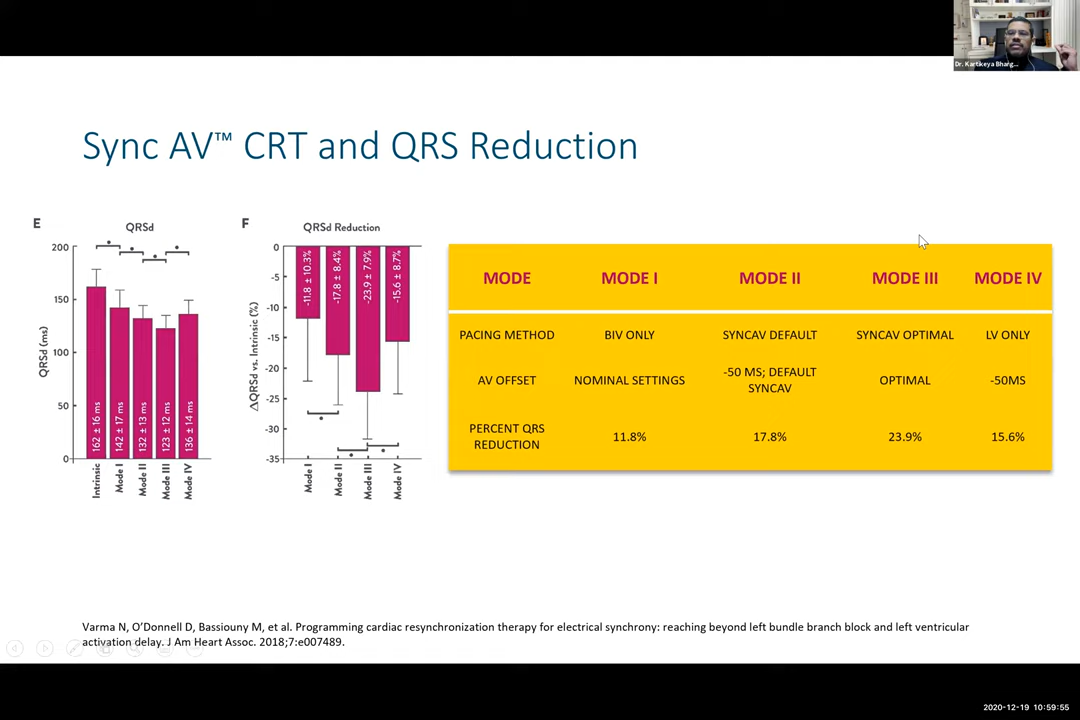 Dr. Kartikeya Bharg...
Sync AV™ CRT and QRS Reduction
E
QRSd
200
150
100
50
0
QRSd (ms)
162 ± 16 ms
142 ± 17 ms
132 ± 13 ms
123 ± 12 ms
136 ± 14 ms
Intrinsic
Mode I
Mode II
Mode III
Mode IV
F
QRSd Reduction
0
-5
-10
-15
-20
-25
-30
-35
ΔQRSd vs. Intrinsic (%)
-11.8 ± 10.3%
-17.8 ± 8.4%
-23.9 ± 7.9%
-15.6 ± 8.7%
Mode I
Mode II
Mode III
Mode IV
MODE MODE I MODE II MODE III MODE IV
PACING METHOD BIV ONLY SYNCAV DEFAULT SYNCAV OPTIMAL LV ONLY
AV OFFSET NOMINAL SETTINGS -50 MS; DEFAULT SYNCAV OPTIMAL -50MS
PERCENT QRS REDUCTION 11.8% 17.8% 23.9% 15.6%
Varma N, O'Donnell D, Bassiouny M, et al. Programming cardiac resynchronization therapy for electrical synchrony: reaching beyond left bundle branch block and left ventricular
activation delay. J Am Heart Assoc. 2018;7:e007489.
2020-12-19 10:59:55